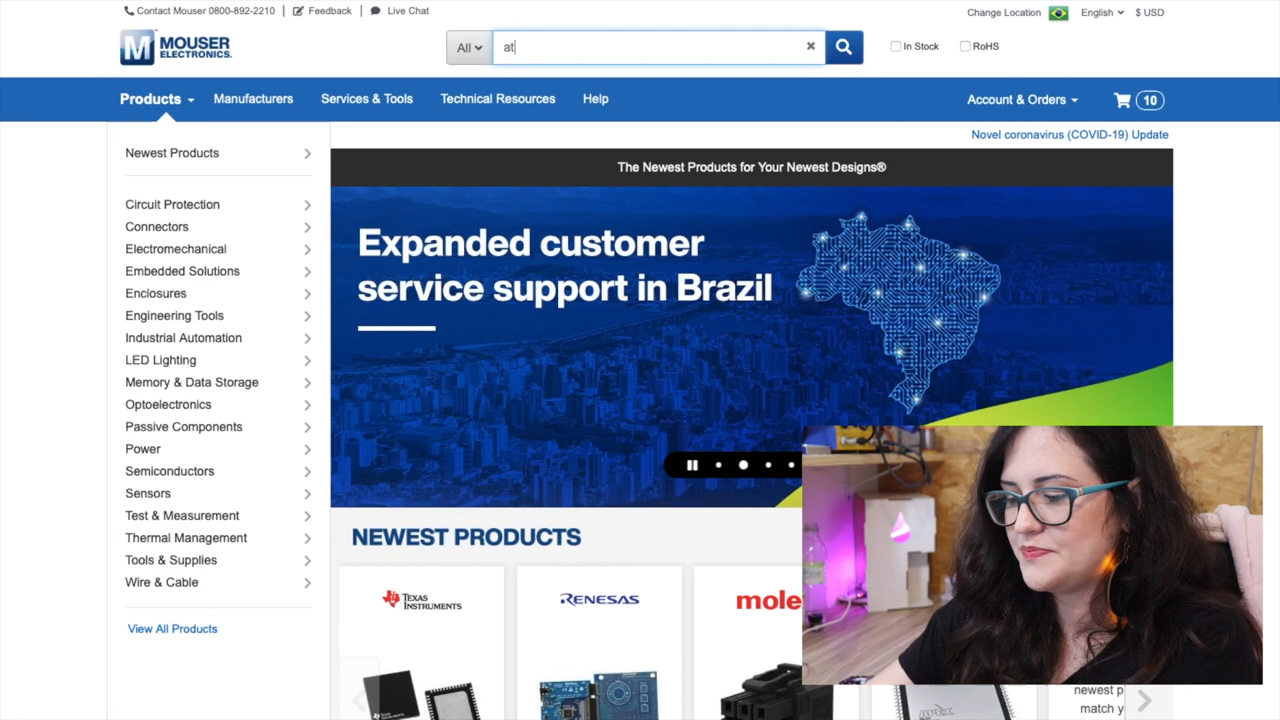 Contact Mouser 0800-892-2210 | Feedback | Live Chat
Change Location English $ USD
M MOUSER ELECTRONICS.
All at In Stock RoHS
Products Manufacturers Services & Tools Technical Resources Help Account & Orders 10
Novel coronavirus (COVID-19) Update
Newest Products
Circuit Protection
Connectors
Electromechanical
Embedded Solutions
Enclosures
Engineering Tools
Industrial Automation
LED Lighting
Memory & Data Storage
Optoelectronics
Passive Components
Power
Semiconductors
Sensors
Test & Measurement
Thermal Management
Tools & Supplies
Wire & Cable
View All Products
The Newest Products for Your Newest Designs®
Expanded customer
service support in Brazil
NEWEST PRODUCTS
TEXAS INSTRUMENTS
RENESAS
mole
APEX
newest p
match y